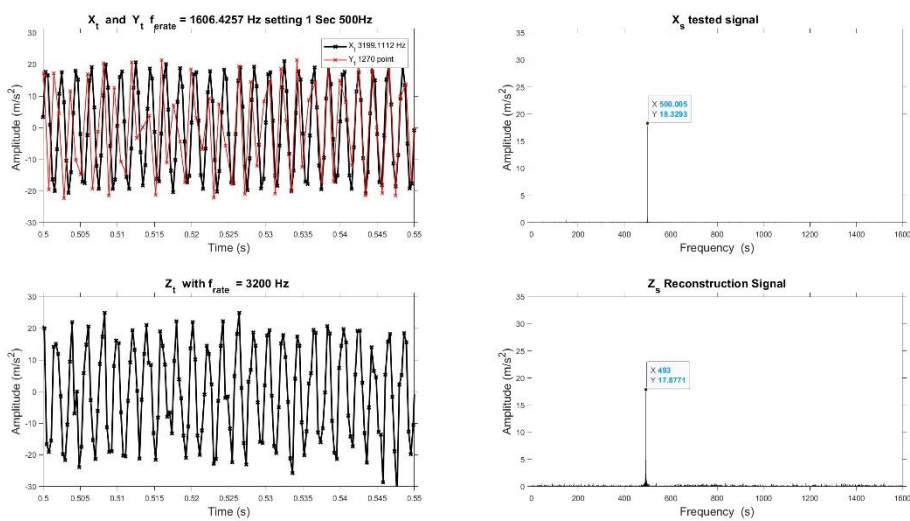 X_t and Y_t f_erate = 1606.4257 Hz setting 1 Sec 500Hz
X_t 3199.1112 Hz
Y_t 1270 point
30
20
10
0
-10
-20
-30
Amplitude (m/s²)
0.5 0.505 0.51 0.515 0.52 0.525 0.53 0.535 0.54 0.545 0.55
Time (s)
X_s tested signal
X 500.005
Y 18.3293
35
30
25
20
15
10
5
0
Amplitude (m/s²)
0 200 400 600 800 1000 1200 1400 1600
Frequency (s)
Z_t with f_rate = 3200 Hz
30
20
10
0
-10
-20
-30
Amplitude (m/s²)
0.5 0.505 0.51 0.515 0.52 0.525 0.53 0.535 0.54 0.545 0.55
Time (s)
Z_s Reconstruction Signal
X 493
Y 17.8771
35
30
25
20
15
10
5
0
Amplitude (m/s²)
0 200 400 600 800 1000 1200 1400 1600
Frequency (s)